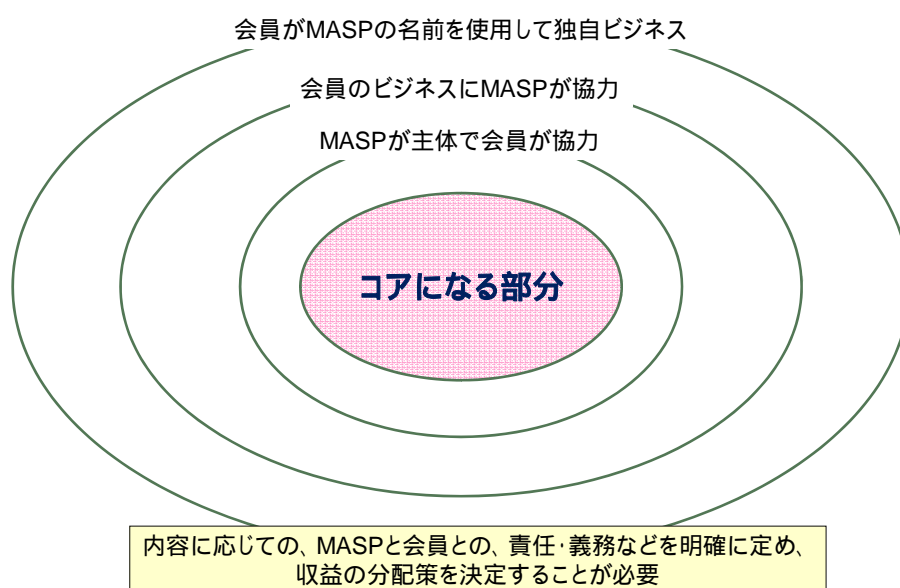 会員がMASPの名前を使用して独自ビジネス
会員のビジネスにMASPが協力
MASPが主体で会員が協力
コアになる部分
内容に応じての、MASPと会員との、責任・義務などを明確に定め、
収益の分配策を決定することが必要